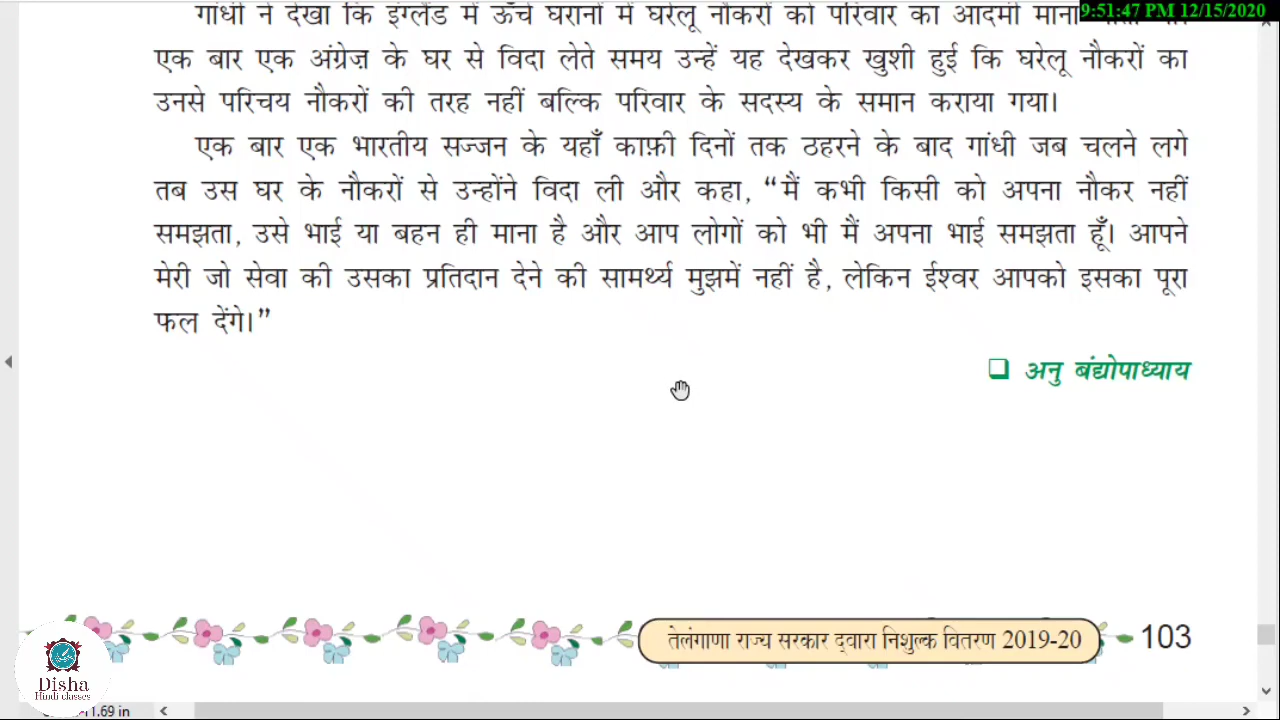 गांधी ने देखा कि इंग्लैंड में ऊँचे घरानों में घरेलू नौकरों को परिवार का आदमी माना
9:51:47 PM 12/15/2020
एक बार एक अंग्रेज़ के घर से विदा लेते समय उन्हें यह देखकर खुशी हुई कि घरेलू नौकरों का
उनसे परिचय नौकरों की तरह नहीं बल्कि परिवार के सदस्य के समान कराया गया।
एक बार एक भारतीय सज्जन के यहाँ काफ़ी दिनों तक ठहरने के बाद गांधी जब चलने लगे
तब उस घर के नौकरों से उन्होंने विदा ली और कहा, “मैं कभी किसी को अपना नौकर नहीं
समझता, उसे भाई या बहन ही माना है और आप लोगों को भी मैं अपना भाई समझता हूँ। आपने
मेरी जो सेवा की उसका प्रतिदान देने की सामर्थ्य मुझमें नहीं है, लेकिन ईश्वर आपको इसका पूरा
फल देंगे।”
❑ अनु बंद्योपाध्याय
तेलंगाणा राज्य सरकार द्वारा निशुल्क वितरण 2019-20
103
Disha
Hindi classes
11.69 in